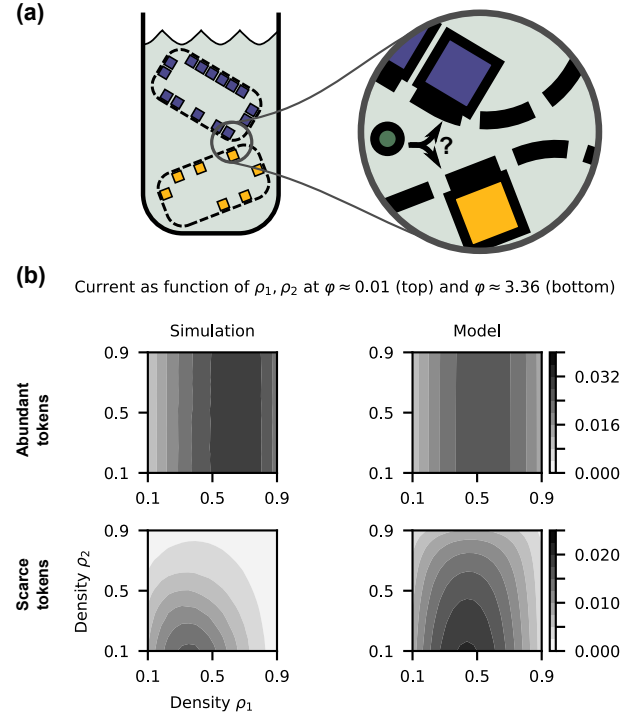 (a)
?
(b)
Current as function of ρ₁, ρ₂ at φ ≈ 0.01 (top) and φ ≈ 3.36 (bottom)
Simulation
Model
Abundant
tokens
0.9
0.5
0.1
0.1 0.5 0.9
0.9
0.5
0.1
0.1 0.5 0.9
0.032
0.016
0.000
Scarce
tokens
Density ρ₂
0.9
0.5
0.1
0.1 0.5 0.9
Density ρ₁
0.9
0.5
0.1
0.1 0.5 0.9
0.020
0.010
0.000